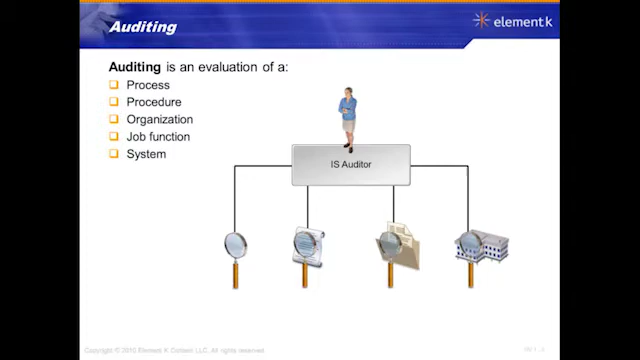 Auditing
element k
Auditing is an evaluation of a:
Process
Procedure
Organization
Job function
System
IS Auditor
Copyright © 2010 Element K Content LLC. All rights reserved.